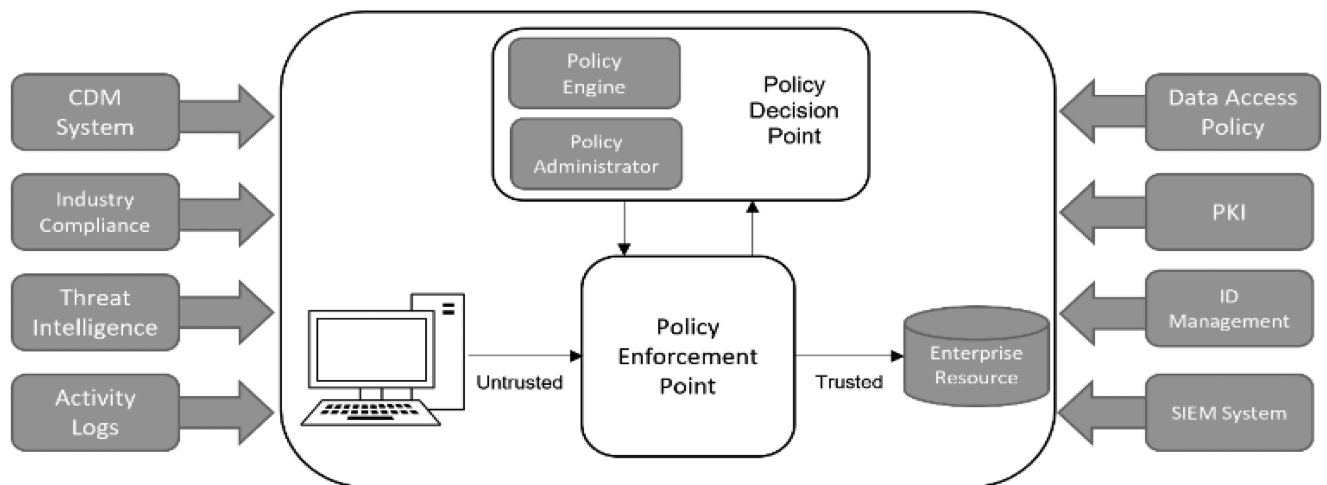 CDM
System
Industry
Compliance
Threat
Intelligence
Activity
Logs
Policy
Engine
Policy
Administrator
Policy
Decision
Point
Untrusted
Policy
Enforcement
Point
Trusted
Enterprise
Resource
Data Access
Policy
PKI
ID
Management
SIEM System